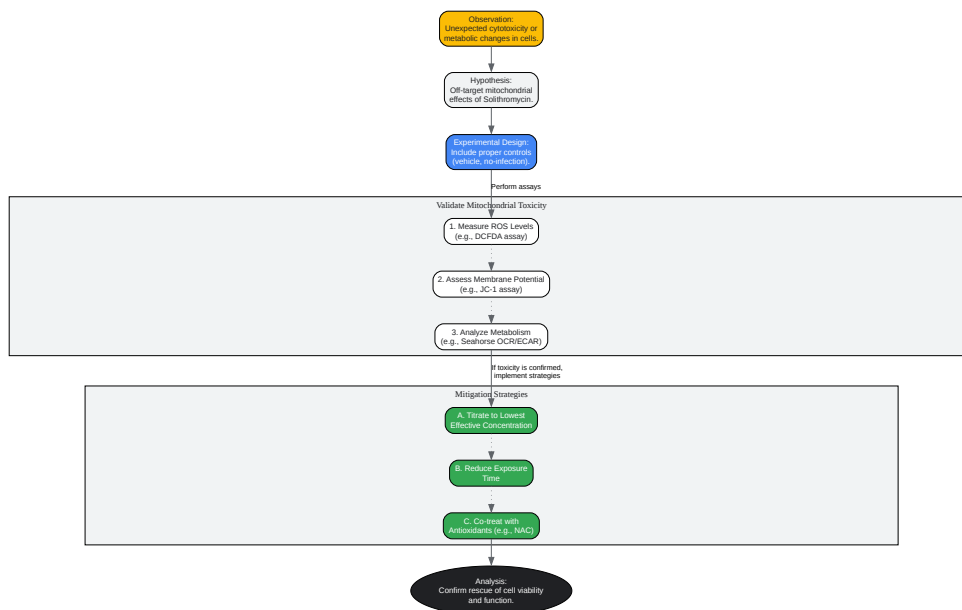 Observation:
Unexpected cytotoxicity or
metabolic changes in cells.
Hypothesis:
Off-target mitochondrial
effects of Solithromycin.
Experimental Design:
Include proper controls
(vehicle, no-infection).
Perform assays
Validate Mitochondrial Toxicity
1. Measure ROS Levels
(e.g., DCFDA assay)
2. Assess Membrane Potential
(e.g., JC-1 assay)
3. Analyze Metabolism
(e.g., Seahorse OCR/ECAR)
If toxicity is confirmed,
implement strategies
Mitigation Strategies
A. Titrate to Lowest
Effective Concentration
B. Reduce Exposure
Time
C. Co-treat with
Antioxidants (e.g., NAC)
Analysis:
Confirm rescue of cell viability
and function.